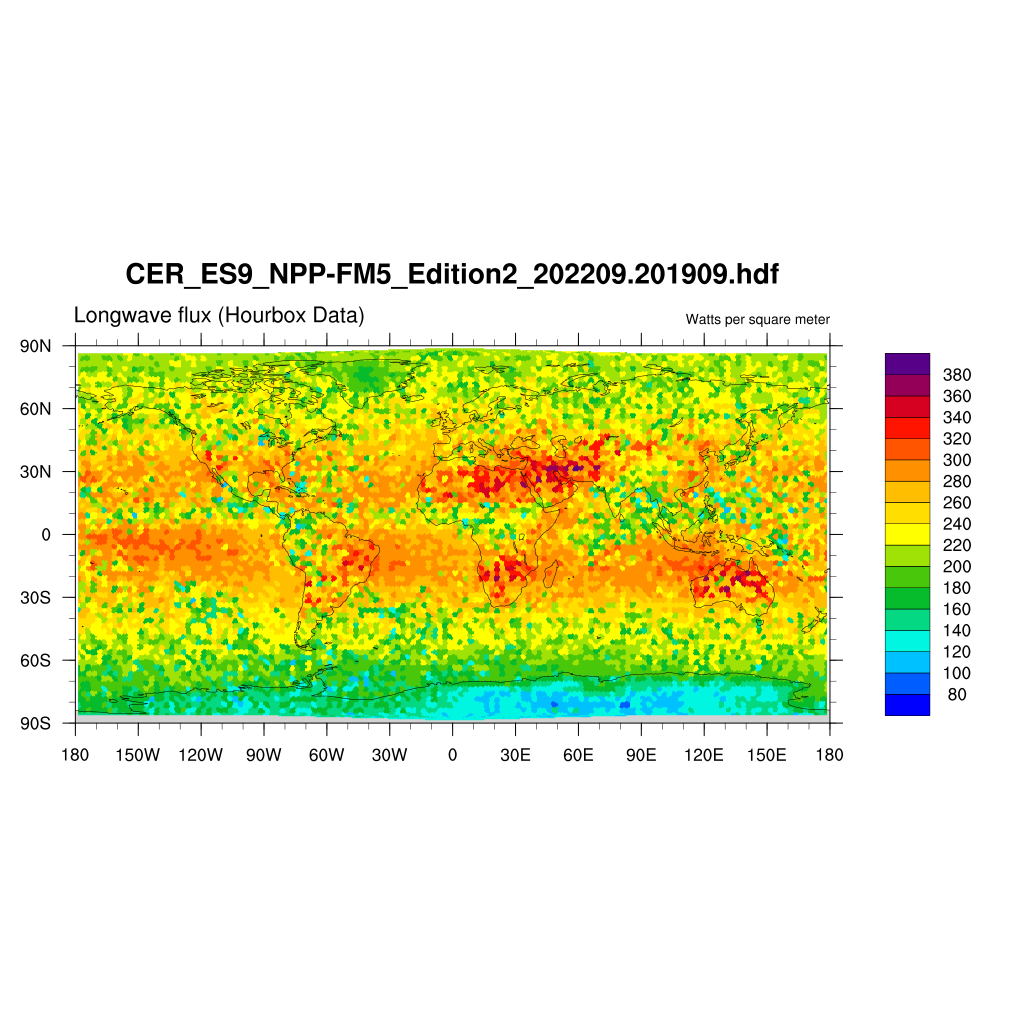 CER_ES9_NPP-FM5_Edition2_202209.201909.hdf
Longwave flux (Hourbox Data)
Watts per square meter
90N
60N
30N
0
30S
60S
90S
180 150W 120W 90W 60W 30W 0 30E 60E 90E 120E 150E 180
380
360
340
320
300
280
260
240
220
200
180
160
140
120
100
80